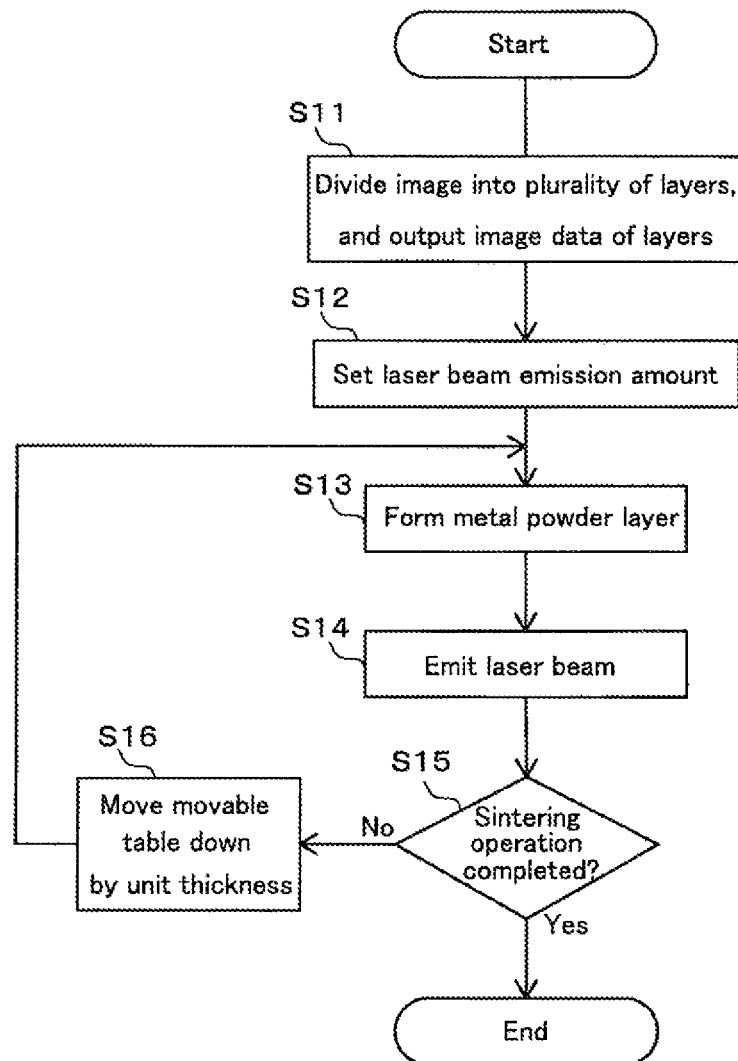 Start
S11
Divide image into plurality of layers,
and output image data of layers
S12
Set laser beam emission amount
S13
Form metal powder layer
S14
Emit laser beam
S16
Move movable
table down
by unit thickness
No
S15
Sintering
operation
completed?
Yes
End